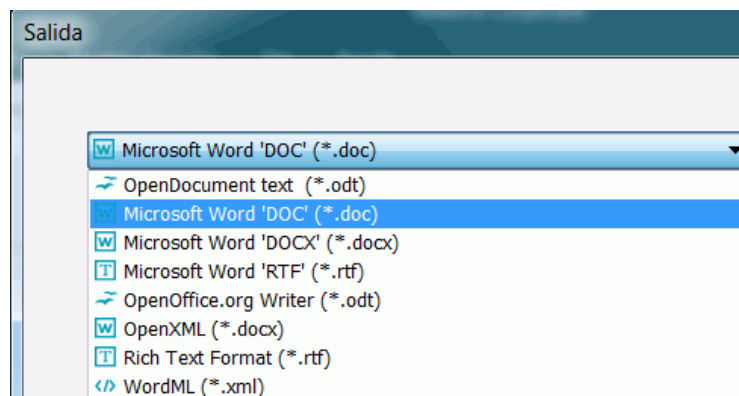 Salida
Microsoft Word 'DOC' (*.doc)
OpenDocument text (*.odt)
Microsoft Word 'DOC' (*.doc)
Microsoft Word 'DOCX' (*.docx)
Microsoft Word 'RTF' (*.rtf)
OpenOffice.org Writer (*.odt)
OpenXML (*.docx)
Rich Text Format (*.rtf)
WordML (*.xml)